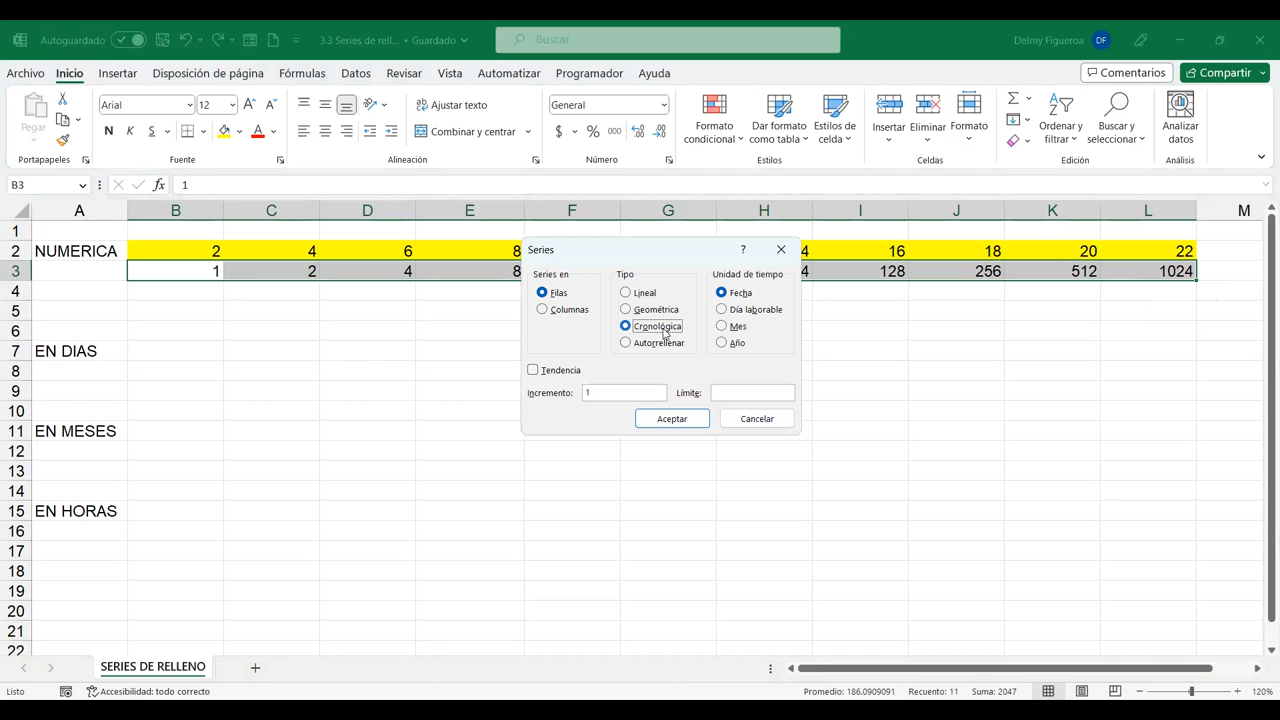 Autoguardado
3.3 Series de rell... • Guardado
Buscar
Delmy Figueroa
DF
Archivo
Inicio
Insertar
Disposición de página
Fórmulas
Datos
Revisar
Vista
Automatizar
Programador
Ayuda
Comentarios
Compartir
Pegar
Portapapeles
Arial
12
N K S
Fuente
Ajustar texto
Combinar y centrar
Alineación
General
$ % 000
Número
Formato condicional
Dar formato como tabla
Estilos de celda
Estilos
Insertar
Eliminar
Formato
Celdas
Ordenar y filtrar
Buscar y seleccionar
Edición
Analizar datos
Análisis
B3
fx
1
A B C D E F G H I J K L M
1
2 NUMERICA 2 4 6 8 4 16 18 20 22
3 1 2 4 8 4 128 256 512 1024
4
5
6
7 EN DIAS
8
9
10
11 EN MESES
12
13
14
15 EN HORAS
16
17
18
19
20
21
22
Series
?
Series en
Filas
Columnas
Tipo
Lineal
Geométrica
Cronológica
Autorrellenar
Unidad de tiempo
Fecha
Día laborable
Mes
Año
Tendencia
Incremento: 1
Límite:
Aceptar
Cancelar
SERIES DE RELLENO
Listo
Accesibilidad: todo correcto
Promedio: 186.0909091
Recuento: 11
Suma: 2047
120%